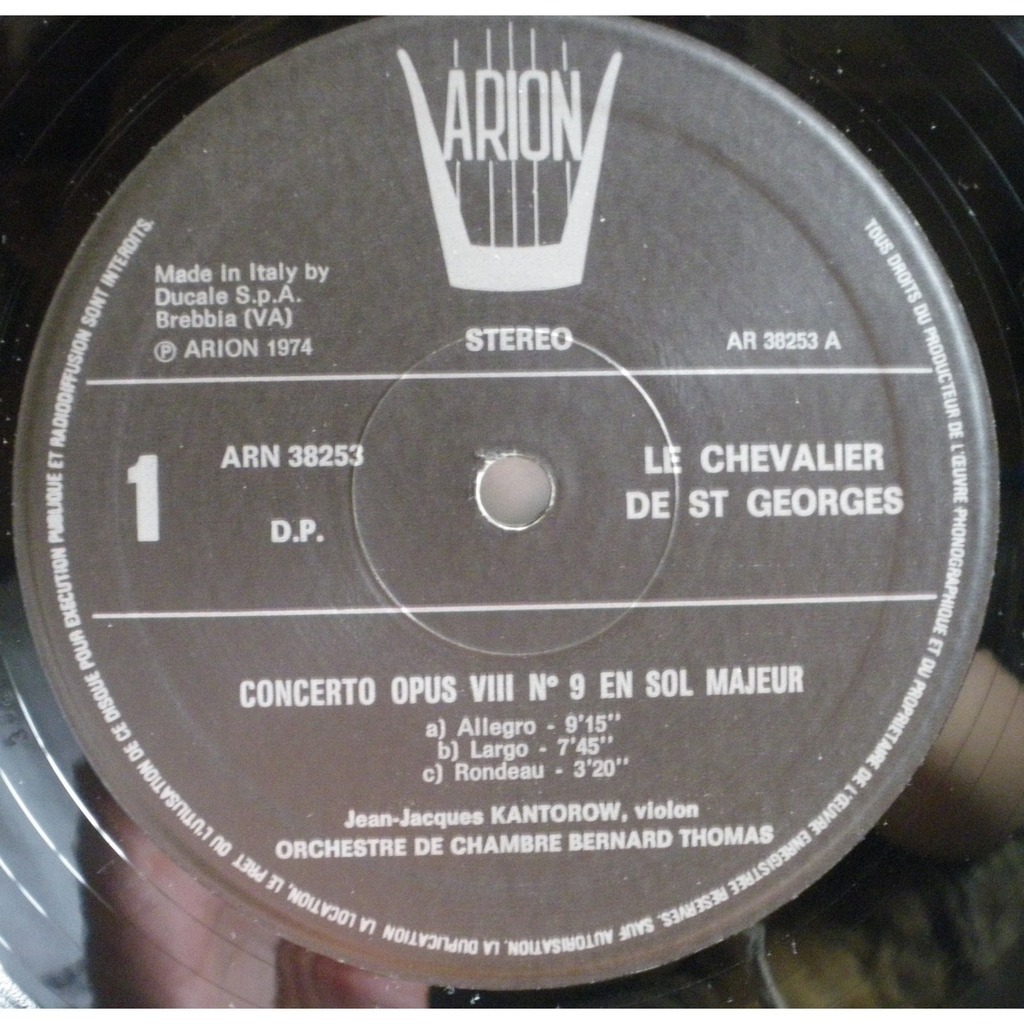 ARION
Made in Italy by
Ducale S.p.A.
Brebbia (VA)
℗ ARION 1974
STEREO
AR 38253 A
1
ARN 38253
D.P.
LE CHEVALIER
DE ST GEORGES
CONCERTO OPUS VIII Nº 9 EN SOL MAJEUR
a) Allegro - 9'15''
b) Largo - 7'45''
c) Rondeau - 3'20''
Jean-Jacques KANTOROW, violon
ORCHESTRE DE CHAMBRE BERNARD THOMAS
TOUS DROITS DU PRODUCTEUR DE L'ŒUVRE PHONOGRAPHIQUE ET DU PROPRIETAIRE DE L'ŒUVRE ENREGISTREE RESERVES. SAUF AUTORISATION, LA DUPLICATION LA LOCATION, LE PRET OU L'UTILISATION DE CE DISQUE POUR EXECUTION PUBLIQUE ET RADIODIFFUSION SONT INTERDITS.